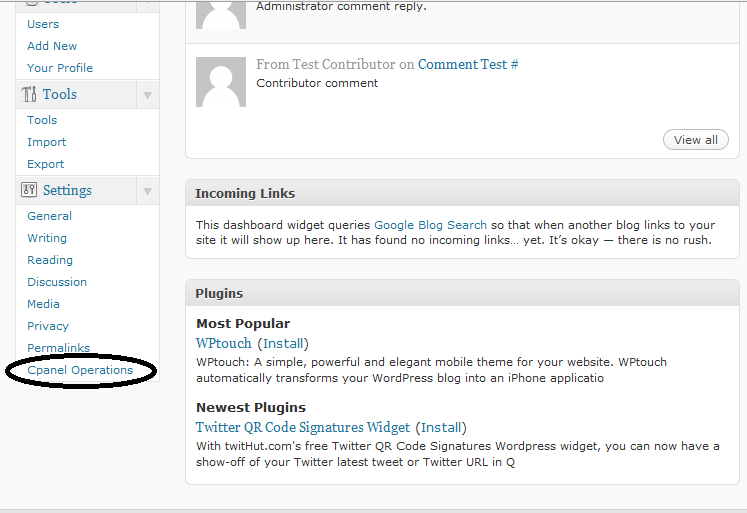 Users
Add New
Your Profile
Tools
Tools
Import
Export
Settings
General
Writing
Reading
Discussion
Media
Privacy
Permalinks
Cpanel Operations
Administrator comment reply.
From Test Contributor on Comment Test #
Contributor comment
View all
Incoming Links
This dashboard widget queries Google Blog Search so that when another blog links to your
site it will show up here. It has found no incoming links… yet. It’s okay — there is no rush.
Plugins
Most Popular
WPtouch (Install)
WPtouch: A simple, powerful and elegant mobile theme for your website. WPtouch
automatically transforms your WordPress blog into an iPhone applicatio
Newest Plugins
Twitter QR Code Signatures Widget (Install)
With twitHut.com's free Twitter QR Code Signatures Wordpress widget, you can now have a
show-off of your Twitter latest tweet or Twitter URL in Q